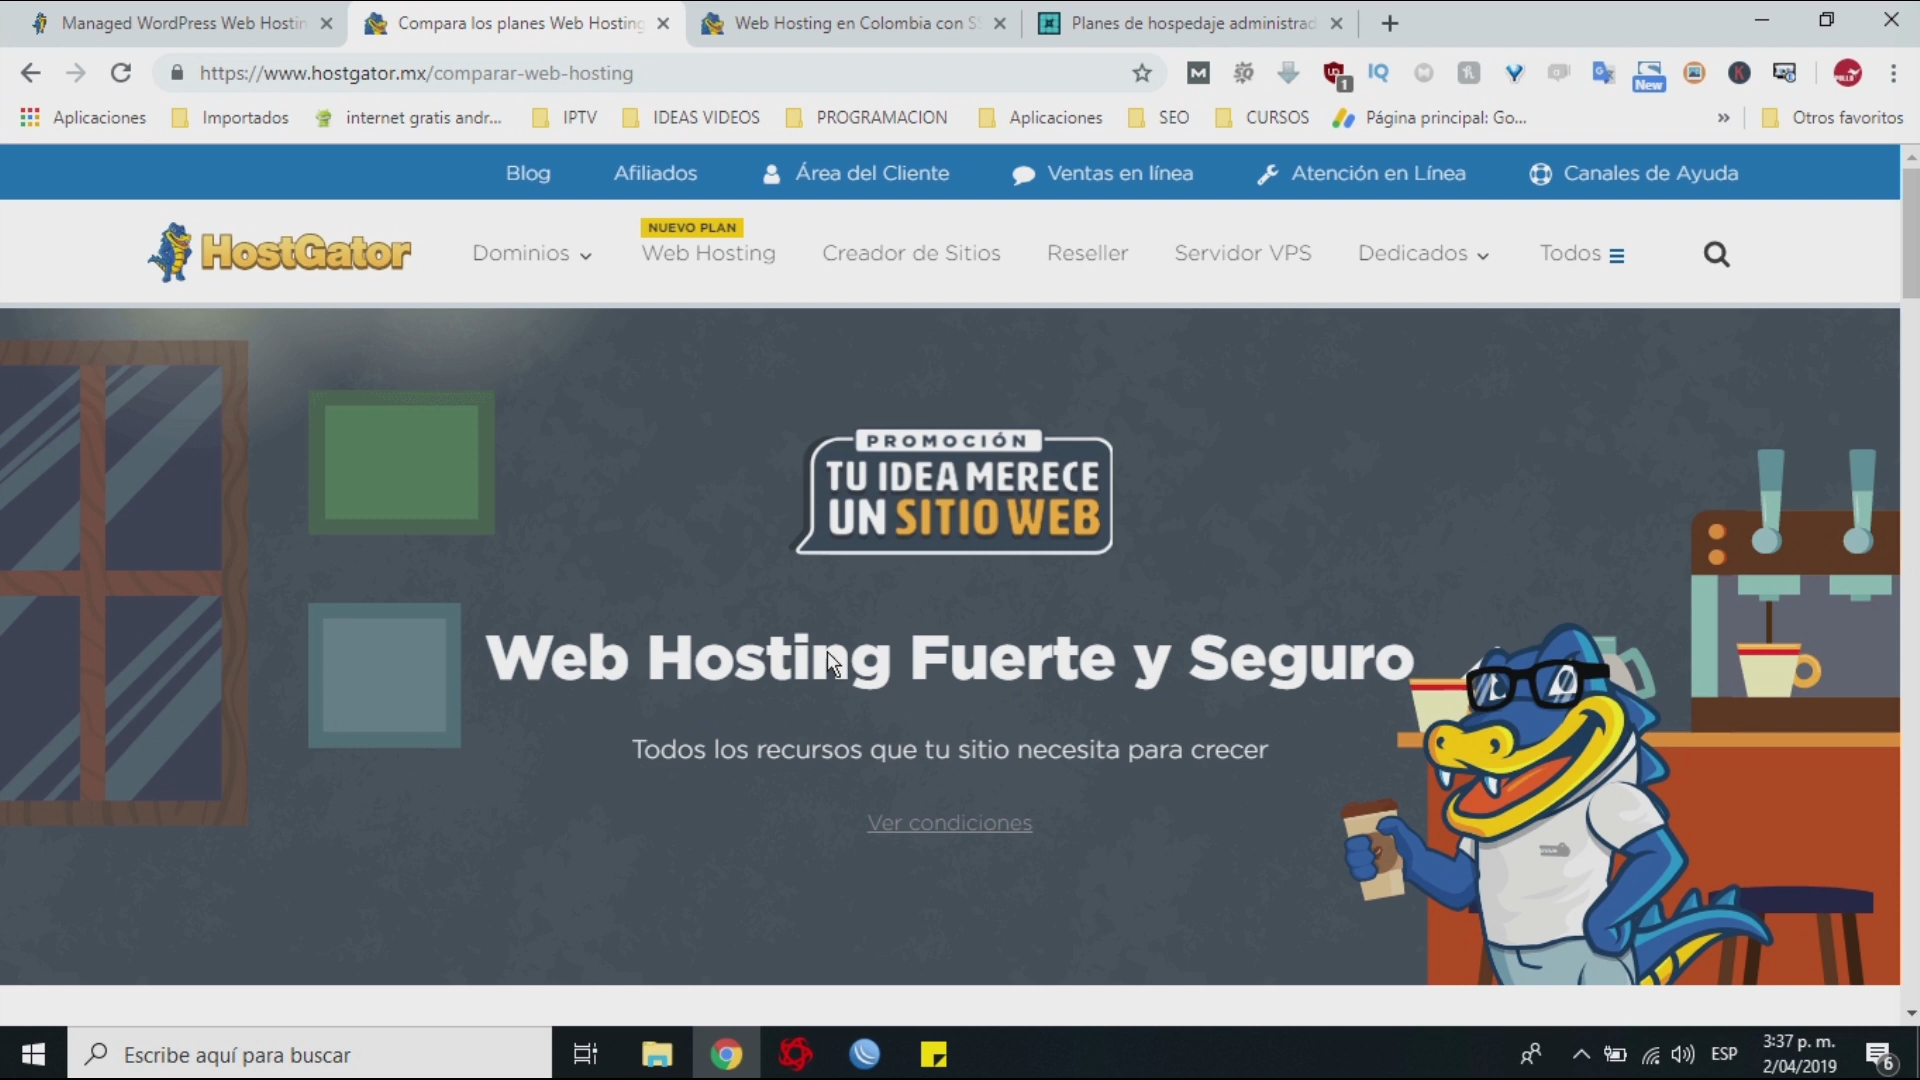 Managed WordPress Web Hostin
Compara los planes Web Hosting
Web Hosting en Colombia con SS
Planes de hospedaje administrad
https://www.hostgator.mx/comparar-web-hosting
M
IQ
1
New
K
Aplicaciones
Importados
internet gratis andr...
IPTV
IDEAS VIDEOS
PROGRAMACION
Aplicaciones
SEO
CURSOS
Página principal: Go...
»
Otros favoritos
Blog
Afiliados
Área del Cliente
Ventas en línea
Atención en Línea
Canales de Ayuda
HostGator
Dominios
NUEVO PLAN
Web Hosting
Creador de Sitios
Reseller
Servidor VPS
Dedicados
Todos
PROMOCIÓN
TU IDEA MERECE
UN SITIO WEB
Web Hosting Fuerte y Seguro
Todos los recursos que tu sitio necesita para crecer
Ver condiciones
Escribe aquí para buscar
ESP
3:37 p. m.
2/04/2019
6